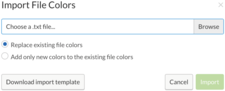 Import File Colors
Choose a .txt file...
Browse
Replace existing file colors
Add only new colors to the existing file colors
Download import template
Cancel
Import